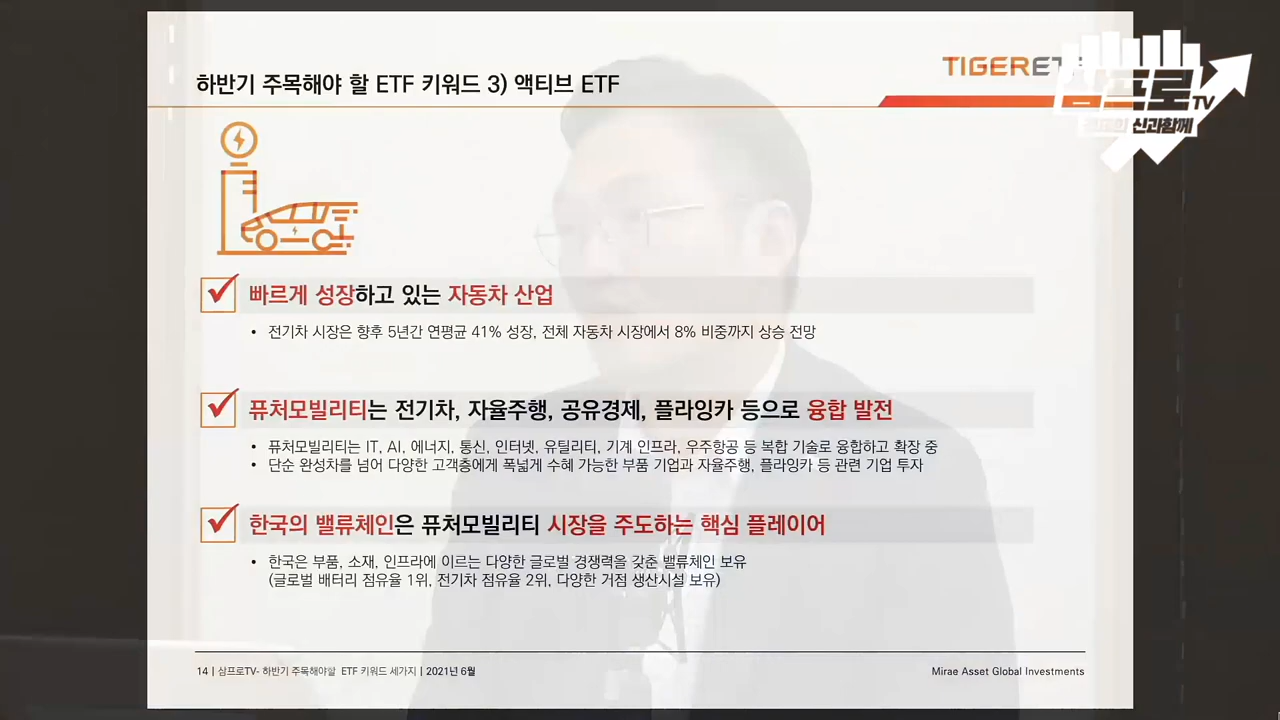 하반기 주목해야 할 ETF 키워드 3) 액티브 ETF
TIGERET
삼프로TV
신과함께
빠르게 성장하고 있는 자동차 산업
• 전기차 시장은 향후 5년간 연평균 41% 성장, 전체 자동차 시장에서 8% 비중까지 상승 전망
퓨처모빌리티는 전기차, 자율주행, 공유경제, 플라잉카 등으로 융합 발전
• 퓨처모빌리티는 IT, AI, 에너지, 통신, 인터넷, 유틸리티, 기계 인프라, 우주항공 등 복합 기술로 융합하고 확장 중
• 단순 완성차를 넘어 다양한 고객층에게 폭넓게 수혜 가능한 부품 기업과 자율주행, 플라잉카 등 관련 기업 투자
한국의 밸류체인은 퓨처모빌리티 시장을 주도하는 핵심 플레이어
• 한국은 부품, 소재, 인프라에 이르는 다양한 글로벌 경쟁력을 갖춘 밸류체인 보유
(글로벌 배터리 점유율 1위, 전기차 점유율 2위, 다양한 거점 생산시설 보유)
14 | 삼프로TV- 하반기 주목해야할 ETF 키워드 세가지 | 2021년 6월
Mirae Asset Global Investments